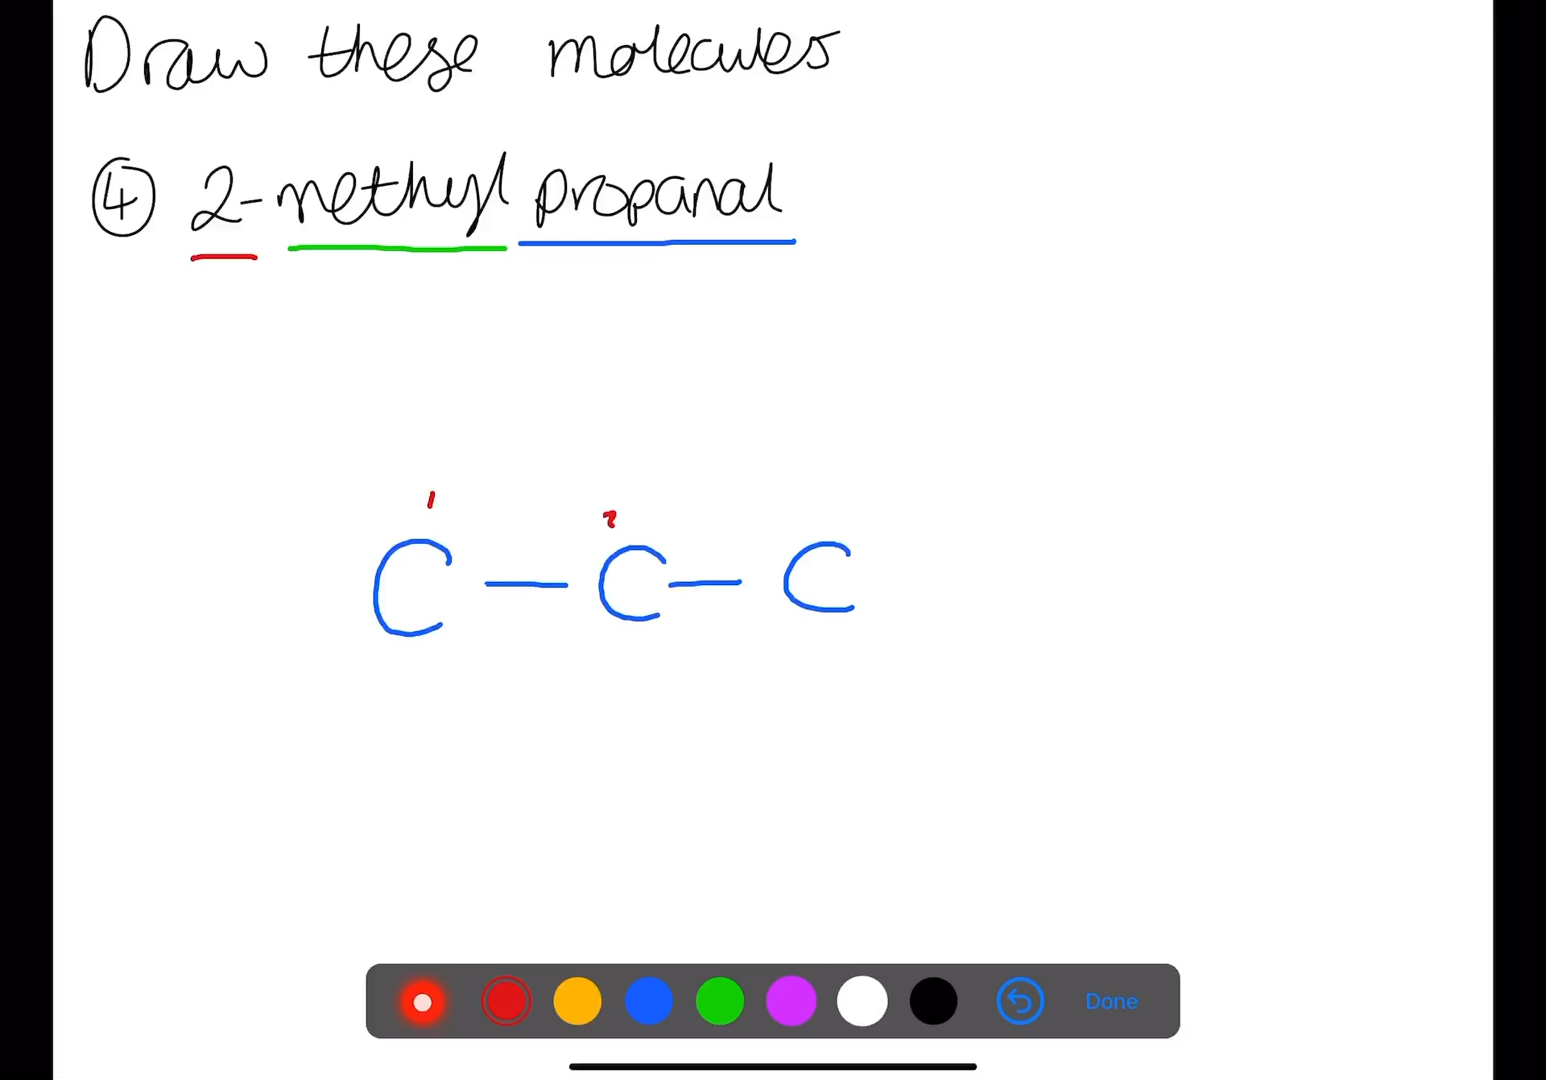 Draw these molecules
④ 2-methyl propanal
1 2
C — C — C
Done